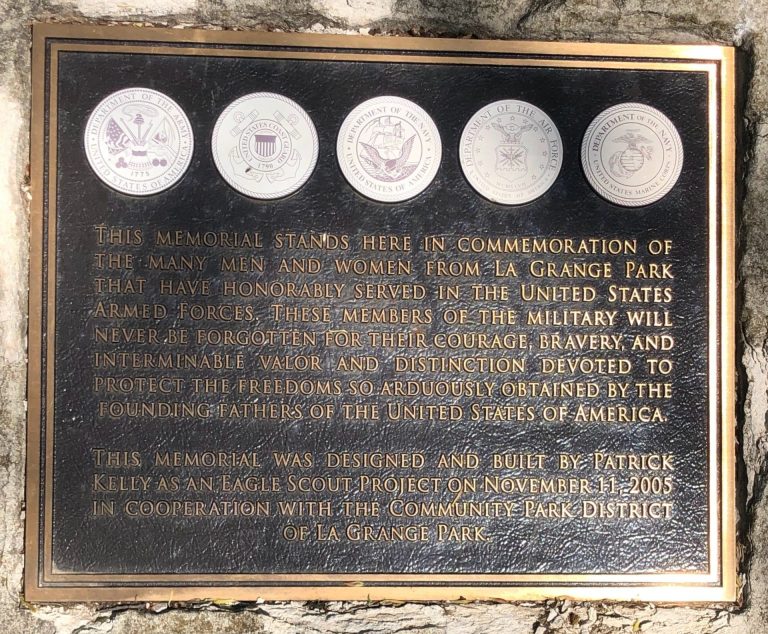 DEPARTMENT OF THE ARMY
UNITED STATES OF AMERICA
1775
UNITED STATES COAST GUARD
1790
DEPARTMENT OF THE NAVY
UNITED STATES OF AMERICA
DEPARTMENT OF THE AIR FORCE
UNITED STATES OF AMERICA
DEPARTMENT OF THE NAVY
UNITED STATES MARINE CORPS
THIS MEMORIAL STANDS HERE IN COMMEMORATION OF
THE MANY MEN AND WOMEN FROM LA GRANGE PARK
THAT HAVE HONORABLY SERVED IN THE UNITED STATES
ARMED FORCES. THESE MEMBERS OF THE MILITARY WILL
NEVER BE FORGOTTEN FOR THEIR COURAGE, BRAVERY, AND
INTERMINABLE VALOR AND DISTINCTION DEVOTED TO
PROTECT THE FREEDOMS SO ARDUOUSLY OBTAINED BY THE
FOUNDING FATHERS OF THE UNITED STATES OF AMERICA.
THIS MEMORIAL WAS DESIGNED AND BUILT BY PATRICK
KELLY AS AN EAGLE SCOUT PROJECT ON NOVEMBER 11, 2005
IN COOPERATION WITH THE COMMUNITY PARK DISTRICT
OF LA GRANGE PARK.